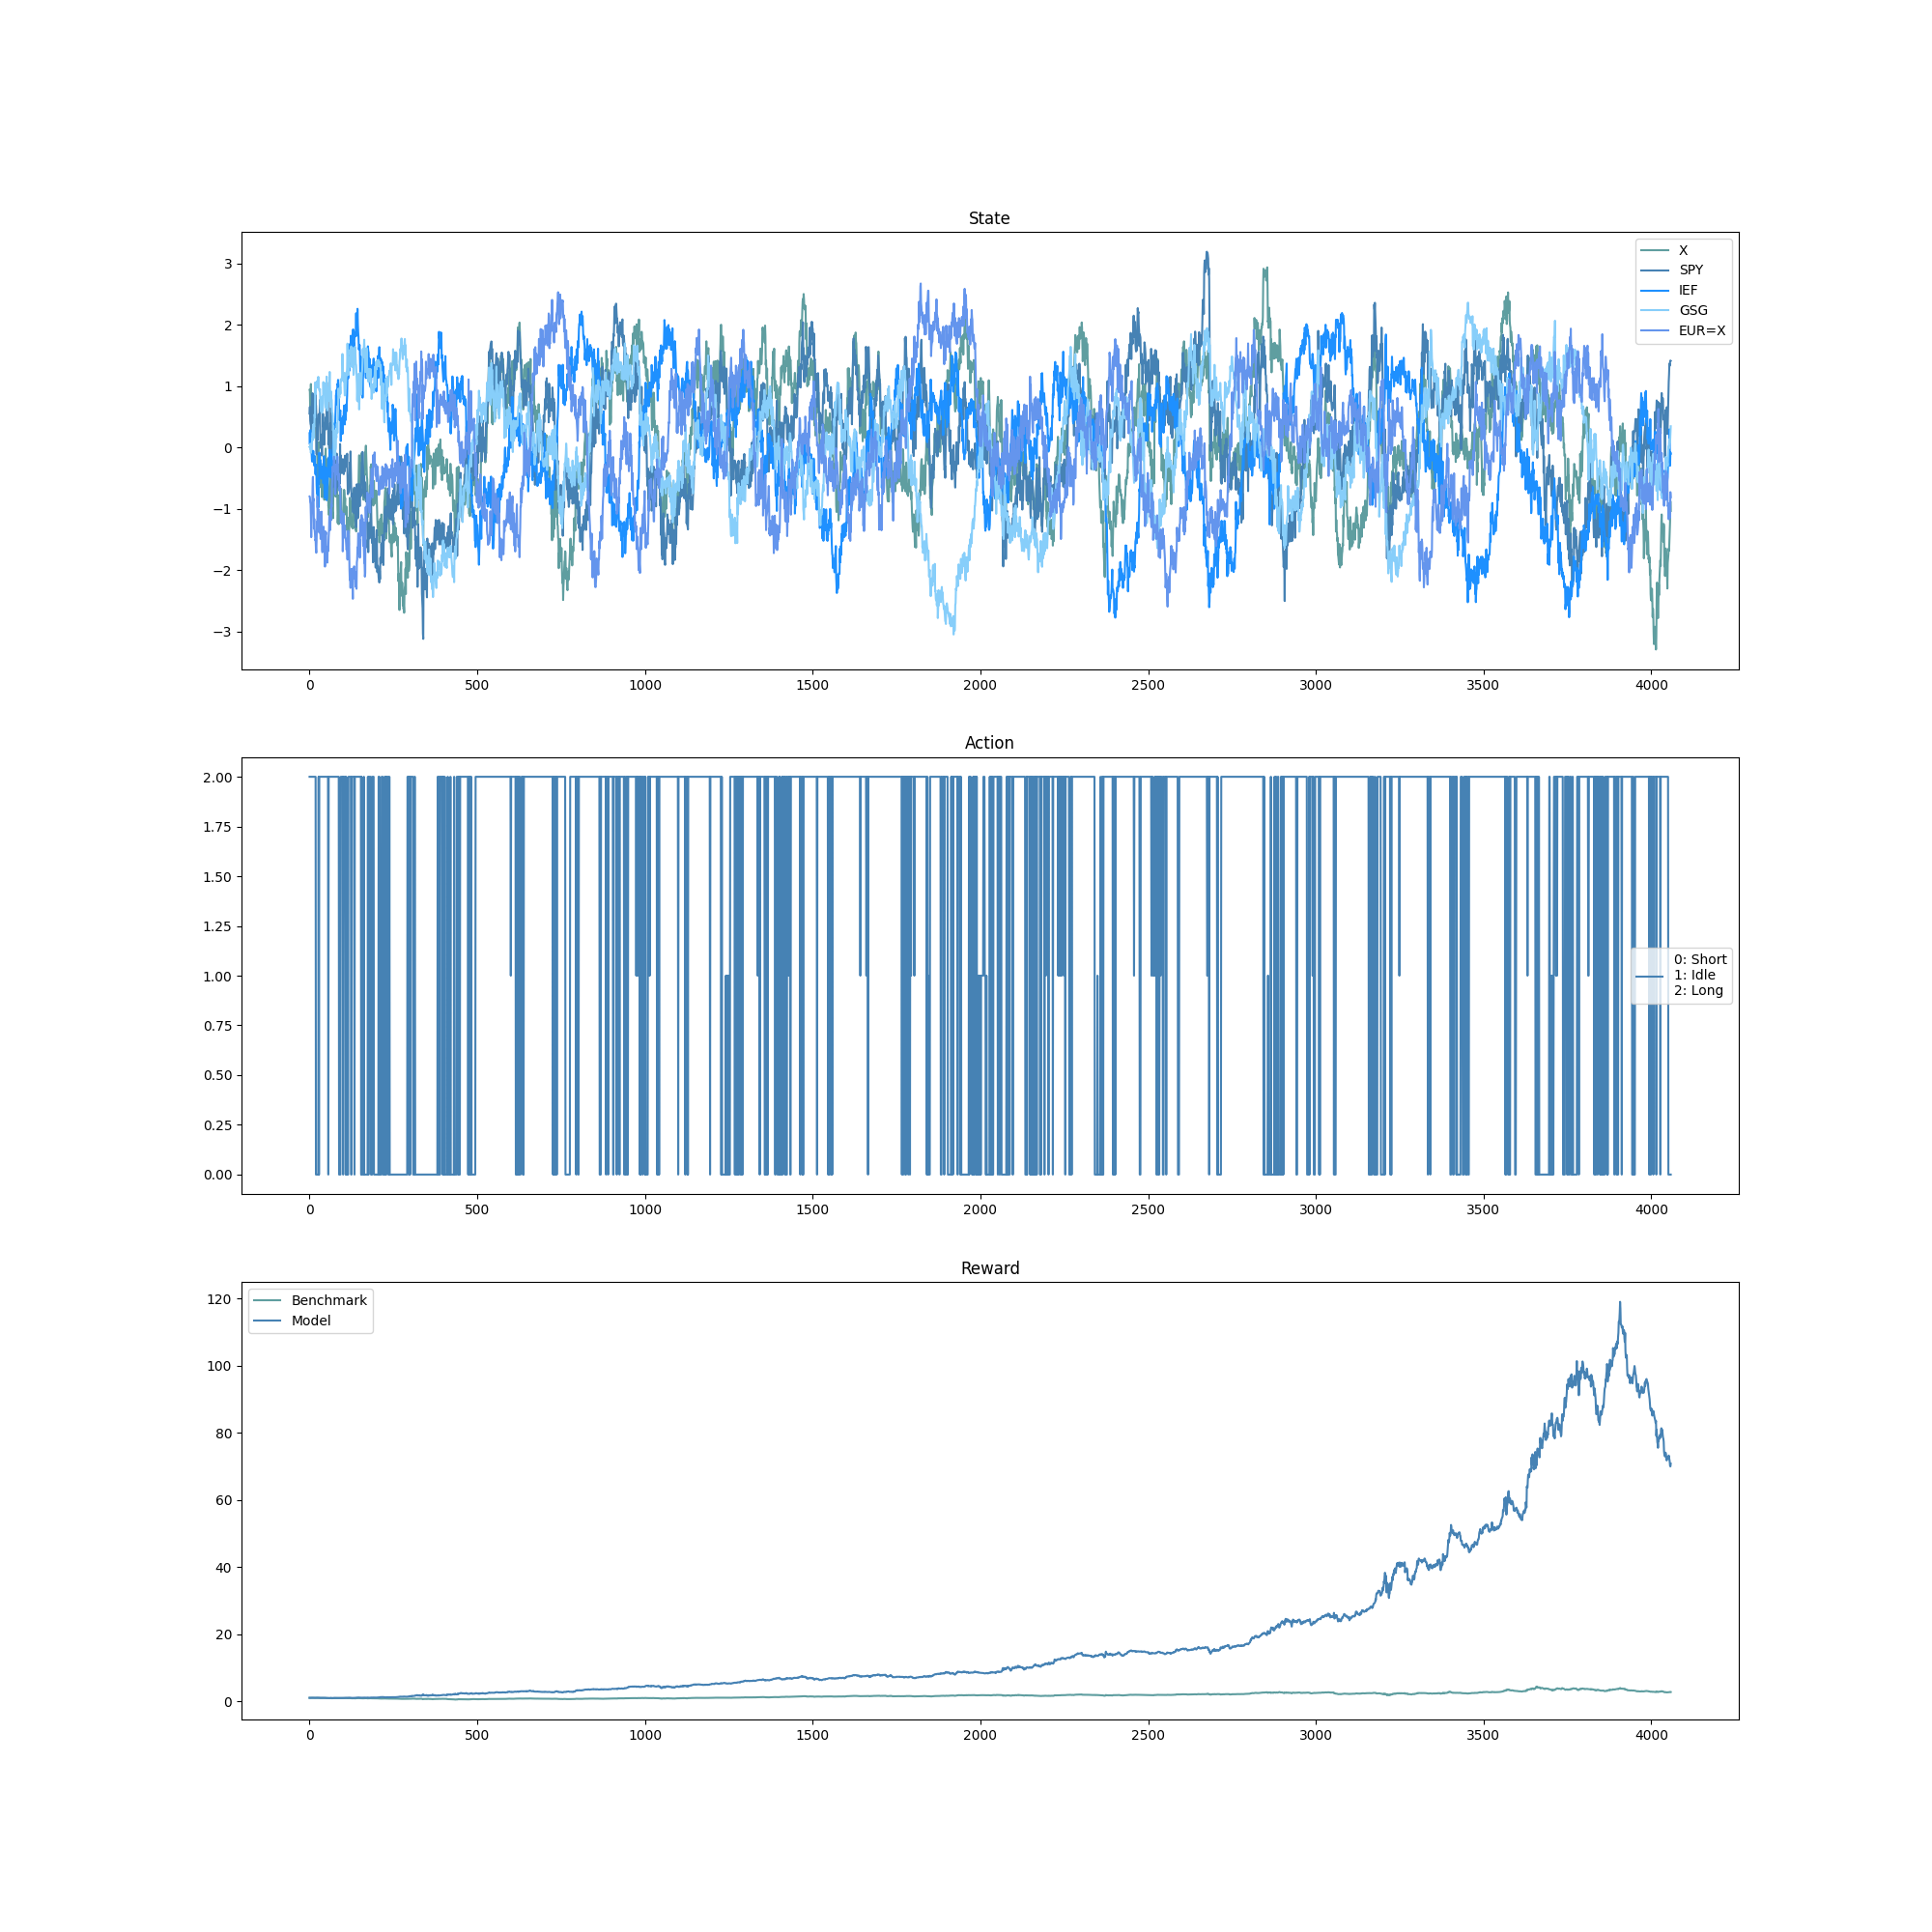 State
3
2
1
0
−1
−2
−3
X
SPY
IEF
GSG
EUR=X
0 500 1000 1500 2000 2500 3000 3500 4000
Action
2.00
1.75
1.50
1.25
1.00
0.75
0.50
0.25
0.00
0: Short
1: Idle
2: Long
0 500 1000 1500 2000 2500 3000 3500 4000
Reward
120
100
80
60
40
20
0
Benchmark
Model
0 500 1000 1500 2000 2500 3000 3500 4000